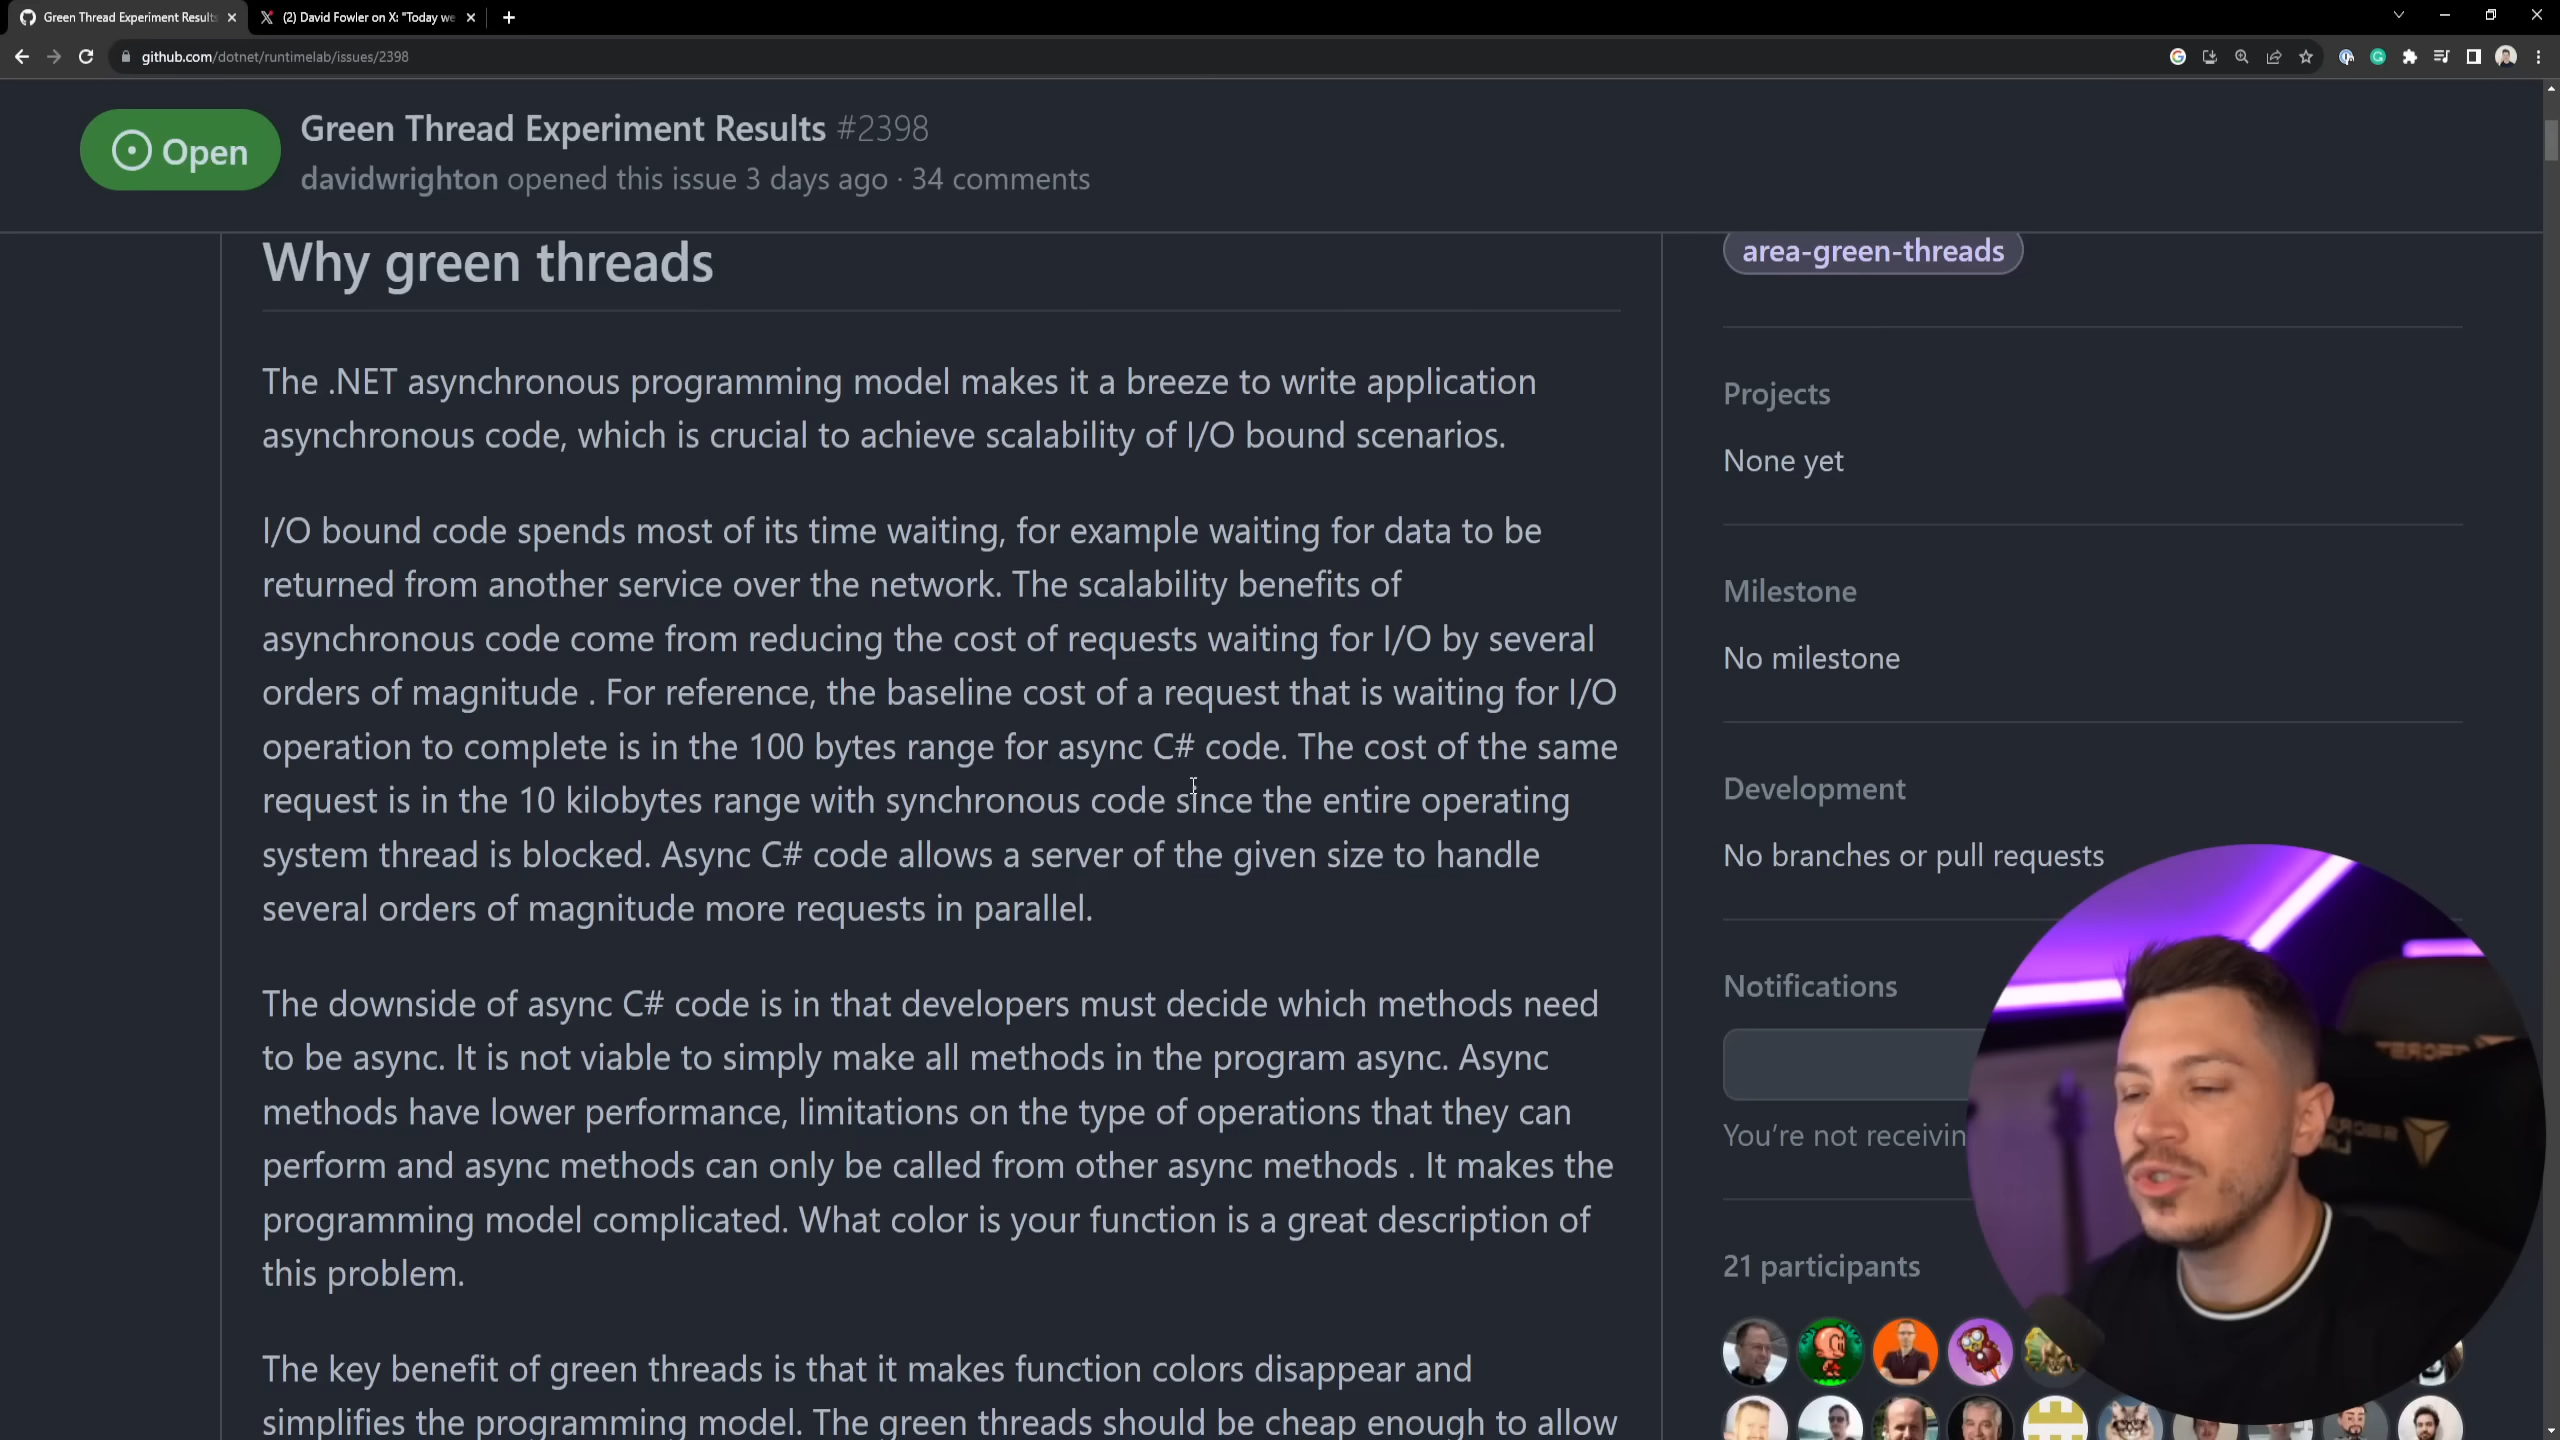 Green Thread Experiment Results
(2) David Fowler on X: "Today we
github.com/dotnet/runtimelab/issues/2398
Open
Green Thread Experiment Results #2398
davidwrighton opened this issue 3 days ago · 34 comments
Why green threads
The .NET asynchronous programming model makes it a breeze to write application
asynchronous code, which is crucial to achieve scalability of I/O bound scenarios.
I/O bound code spends most of its time waiting, for example waiting for data to be
returned from another service over the network. The scalability benefits of
asynchronous code come from reducing the cost of requests waiting for I/O by several
orders of magnitude . For reference, the baseline cost of a request that is waiting for I/O
operation to complete is in the 100 bytes range for async C# code. The cost of the same
request is in the 10 kilobytes range with synchronous code since the entire operating
system thread is blocked. Async C# code allows a server of the given size to handle
several orders of magnitude more requests in parallel.
The downside of async C# code is in that developers must decide which methods need
to be async. It is not viable to simply make all methods in the program async. Async
methods have lower performance, limitations on the type of operations that they can
perform and async methods can only be called from other async methods . It makes the
programming model complicated. What color is your function is a great description of
this problem.
The key benefit of green threads is that it makes function colors disappear and
simplifies the programming model. The green threads should be cheap enough to allow
area-green-threads
Projects
None yet
Milestone
No milestone
Development
No branches or pull requests
Notifications
You're not receivin
21 participants